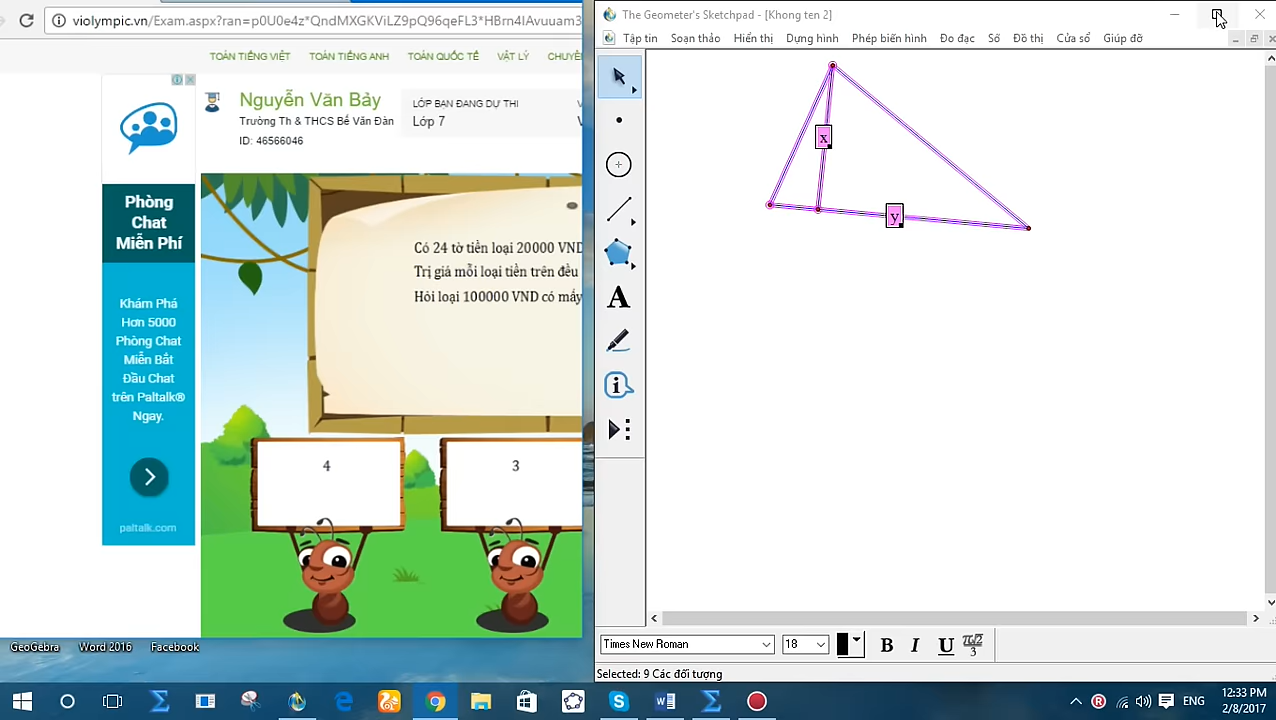 violympic.vn/Exam.aspx?ran=p0U0e4z*QndMXGKViLZ9pQ96qeFL3*HBrn4IAvuuam3
TOÁN TIẾNG VIỆT TOÁN TIẾNG ANH TOÁN QUỐC TẾ VẬT LÝ CHUYÊ
Nguyễn Văn Bảy
Trường Th & THCS Bế Văn Đàn
ID: 46566046
LỚP BẠN ĐANG DỰ THI
Lớp 7
Phòng
Chat
Miễn Phí
Khám Phá
Hơn 5000
Phòng Chat
Miễn Bắt
Đầu Chat
trên Paltalk®
Ngay.
paltalk.com
Có 24 tờ tiền loại 20000 VND
Trị giá mỗi loại tiền trên đều
Hỏi loại 100000 VND có mấy
4
3
GeoGebra Word 2016 Facebook
The Geometer's Sketchpad - [Khong ten 2]
Tập tin Soạn thảo Hiển thị Dựng hình Phép biến hình Đo đạc Số Đồ thị Cửa sổ Giúp đỡ
x
y
A
Times New Roman 18 B I U
Selected: 9 Các đối tượng
ENG
12:33 PM
2/8/2017